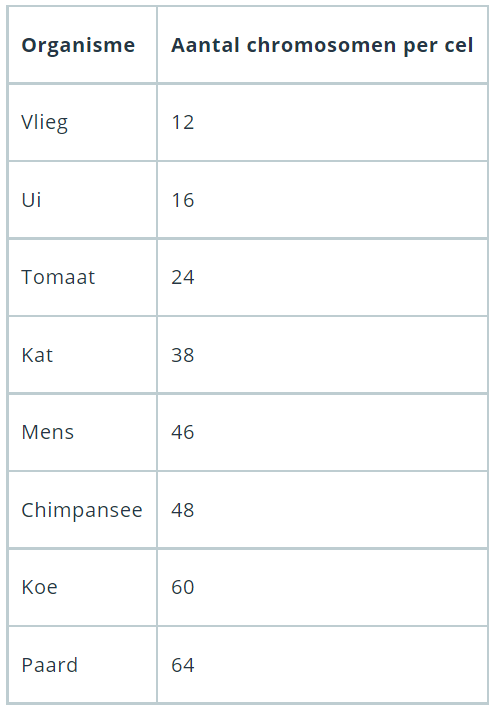 Organisme Aantal chromosomen per cel
Vlieg 12
Ui 16
Tomaat 24
Kat 38
Mens 46
Chimpansee 48
Koe 60
Paard 64